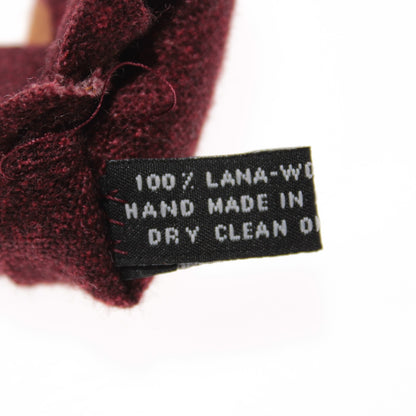 100% LANA-WO
HAND MADE IN
DRY CLEAN O